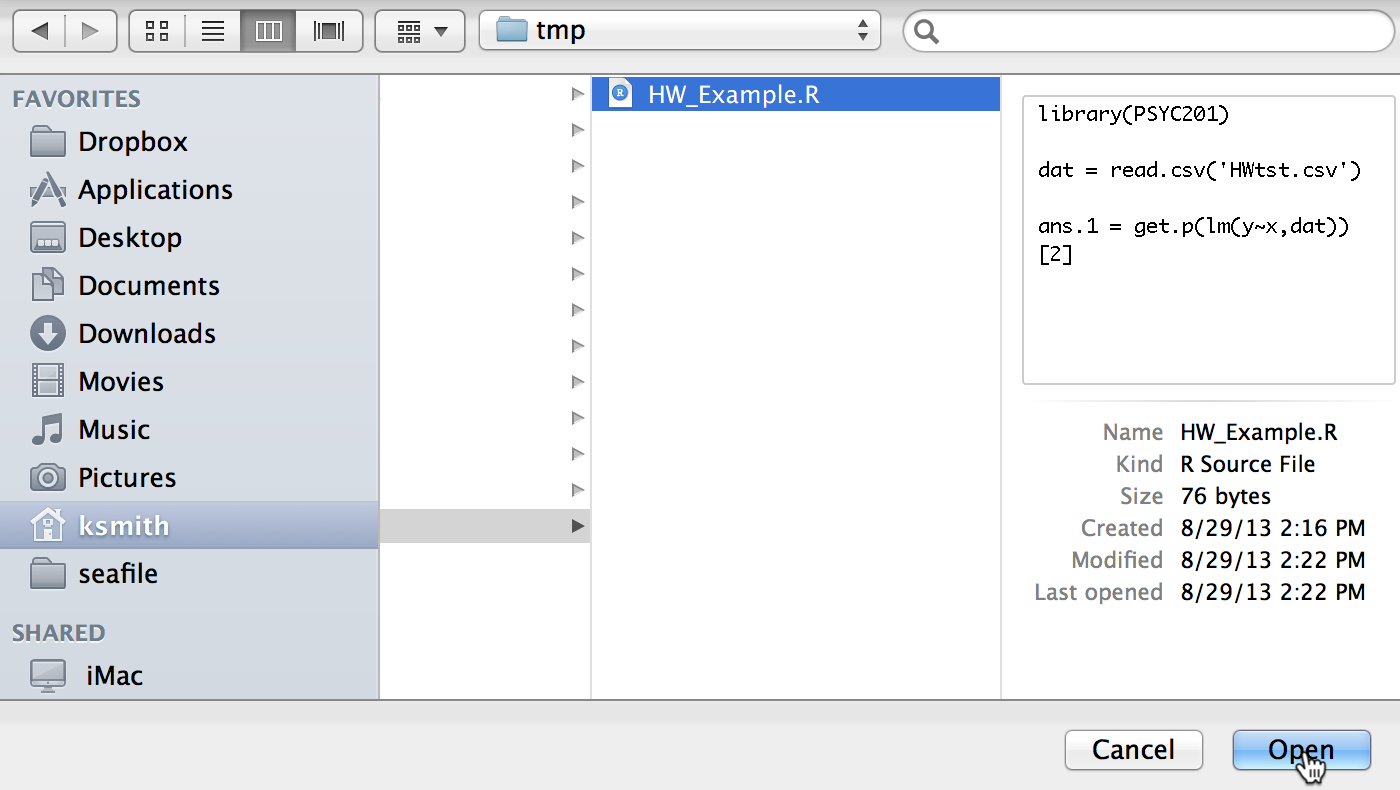 tmp
FAVORITES
Dropbox
Applications
Desktop
Documents
Downloads
Movies
Music
Pictures
ksmith
seafile
SHARED
iMac
R HW_Example.R
library(PSYC201)
dat = read.csv('HWtst.csv')
ans.1 = get.p(lm(y~x,dat))
[2]
Name HW_Example.R
Kind R Source File
Size 76 bytes
Created 8/29/13 2:16 PM
Modified 8/29/13 2:22 PM
Last opened 8/29/13 2:22 PM
Cancel Open